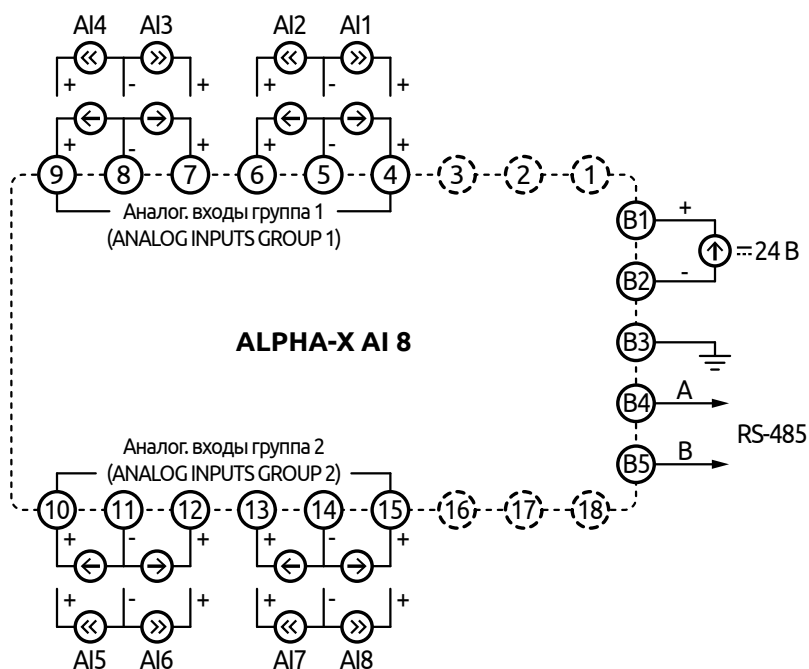 AI4 AI3 AI2 AI1
+ - + + - +
+ - + + - +
9 8 7 6 5 4 3 2 1
Аналог. входы группа 1
(ANALOG INPUTS GROUP 1)
B1 +
24 В
B2 -
ALPHA-X AI 8
B3
B4 A
RS-485
B5 B
Аналог. входы группа 2
(ANALOG INPUTS GROUP 2)
10 11 12 13 14 15 16 17 18
+ - + + - +
+ - + + - +
AI5 AI6 AI7 AI8